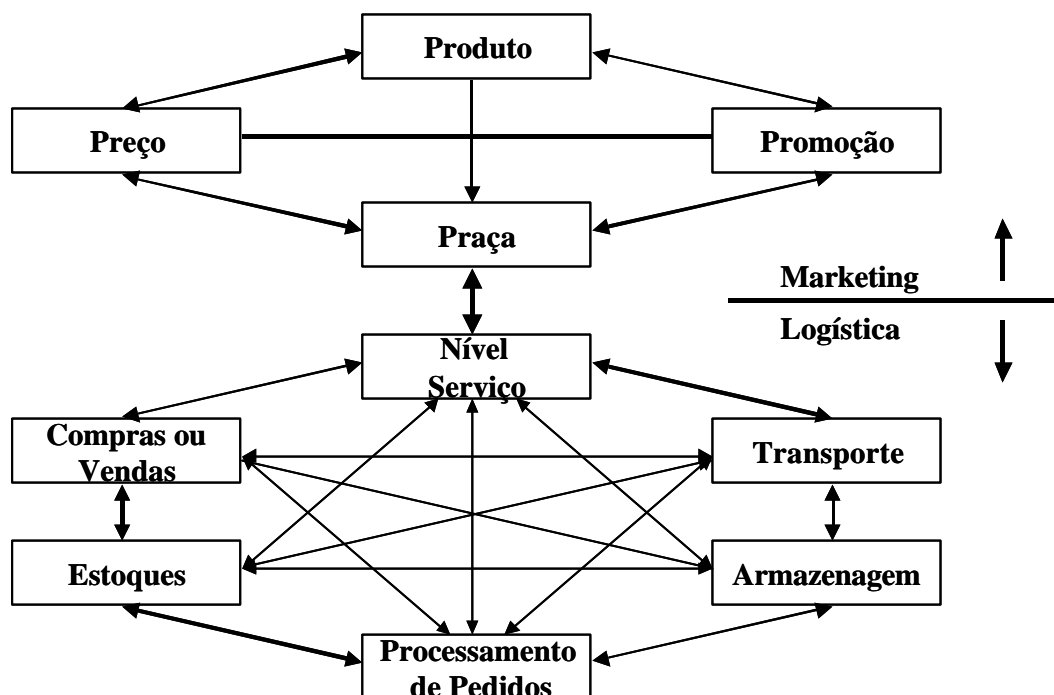 Produto
Preço
Promoção
Praça
Marketing
Logística
Nível
Serviço
Compras ou
Vendas
Transporte
Estoques
Armazenagem
Processamento
de Pedidos